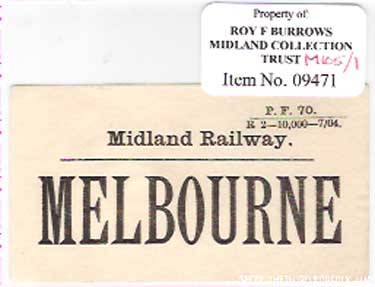 Property of:
ROY F BURROWS
MIDLAND COLLECTION
TRUST M165/1
Item No. 09471
P. F. 70.
R 2—10,000—7/04.
Midland Railway.
MELBOURNE